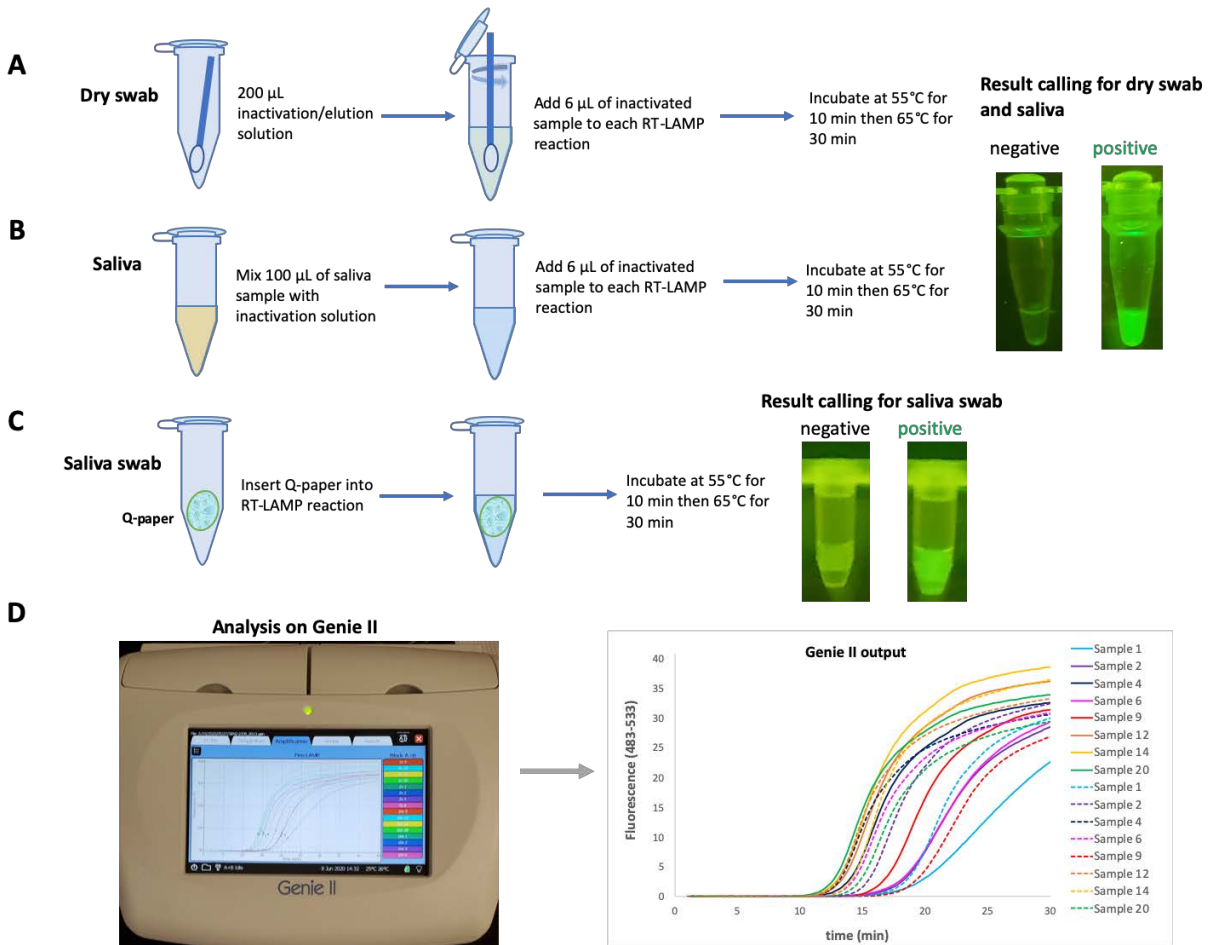 A
Dry swab
200 µL
inactivation/elution
solution
Add 6 µL of inactivated
sample to each RT-LAMP
reaction
Incubate at 55°C for
10 min then 65°C for
30 min
Result calling for dry swab
and saliva
negative
positive
B
Saliva
Mix 100 µL of saliva
sample with
inactivation solution
Add 6 µL of inactivated
sample to each RT-LAMP
reaction
Incubate at 55°C for
10 min then 65°C for
30 min
C
Saliva swab
Q-paper
Insert Q-paper into
RT-LAMP reaction
Incubate at 55°C for
10 min then 65°C for
30 min
Result calling for saliva swab
negative
positive
D
Analysis on Genie II
Amplification
Genie II
Genie II output
Fluorescence (483-533)
40
35
30
25
20
15
10
5
0
0
5
10
15
20
25
30
time (min)
Sample 1
Sample 2
Sample 4
Sample 6
Sample 9
Sample 12
Sample 14
Sample 20
Sample 1
Sample 2
Sample 4
Sample 6
Sample 9
Sample 12
Sample 14
Sample 20